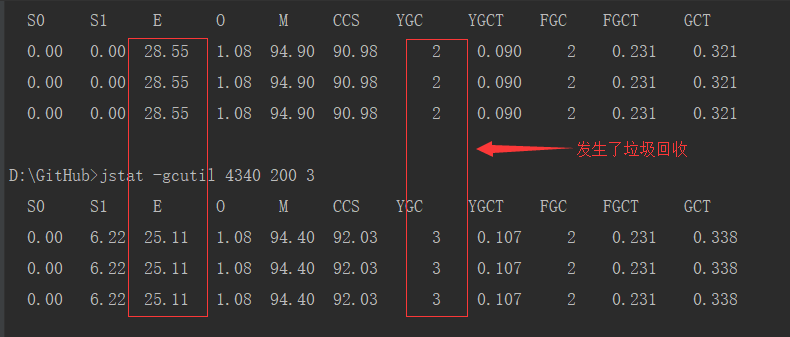 S0 S1 E O M CCS YGC YGCT FGC FGCT GCT
0.00 0.00 28.55 1.08 94.90 90.98 2 0.090 2 0.231 0.321
0.00 0.00 28.55 1.08 94.90 90.98 2 0.090 2 0.231 0.321
0.00 0.00 28.55 1.08 94.90 90.98 2 0.090 2 0.231 0.321
发生了垃圾回收
D:\GitHub>jstat -gcutil 4340 200 3
S0 S1 E O M CCS YGC YGCT FGC FGCT GCT
0.00 6.22 25.11 1.08 94.40 92.03 3 0.107 2 0.231 0.338
0.00 6.22 25.11 1.08 94.40 92.03 3 0.107 2 0.231 0.338
0.00 6.22 25.11 1.08 94.40 92.03 3 0.107 2 0.231 0.338